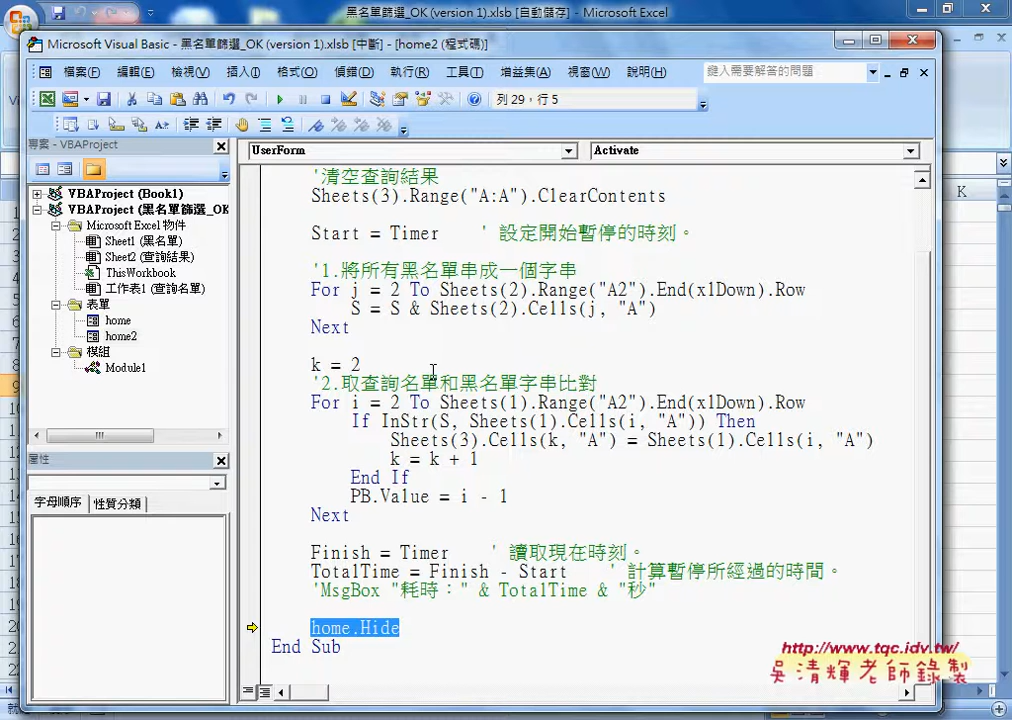 黑名單篩選_OK (version 1).xlsb [自動儲存] - Microsoft Excel
Microsoft Visual Basic - 黑名單篩選_OK (version 1).xlsb [中斷] - [home2 (程式碼)]
檔案(F) 編輯(E) 檢視(V) 插入(I) 格式(O) 偵錯(D) 執行(R) 工具(T) 增益集(A) 視窗(W) 說明(H) 鍵入需要解答的問題
列 29，行 5
專案 - VBAProject
UserForm Activate
VBAProject (Book1)
VBAProject (黑名單篩選_OK
Microsoft Excel 物件
Sheet1 (黑名單)
Sheet2 (查詢結果)
ThisWorkbook
工作表1 (查詢名單)
表單
home
home2
模組
Module1
屬性
字母順序 性質分類
'清空查詢結果
Sheets(3).Range("A:A").ClearContents
Start = Timer ' 設定開始暫停的時刻。
'1.將所有黑名單串成一個字串
For j = 2 To Sheets(2).Range("A2").End(xlDown).Row
S = S & Sheets(2).Cells(j, "A")
Next
k = 2
'2.取查詢名單和黑名單字串比對
For i = 2 To Sheets(1).Range("A2").End(xlDown).Row
If InStr(S, Sheets(1).Cells(i, "A")) Then
Sheets(3).Cells(k, "A") = Sheets(1).Cells(i, "A")
k = k + 1
End If
PB.Value = i - 1
Next
Finish = Timer ' 讀取現在時刻。
TotalTime = Finish - Start ' 計算暫停所經過的時間。
'MsgBox "耗時：" & TotalTime & "秒"
home.Hide
End Sub
K
http://www.tqc.idv.tw/
吳清輝老師錄製